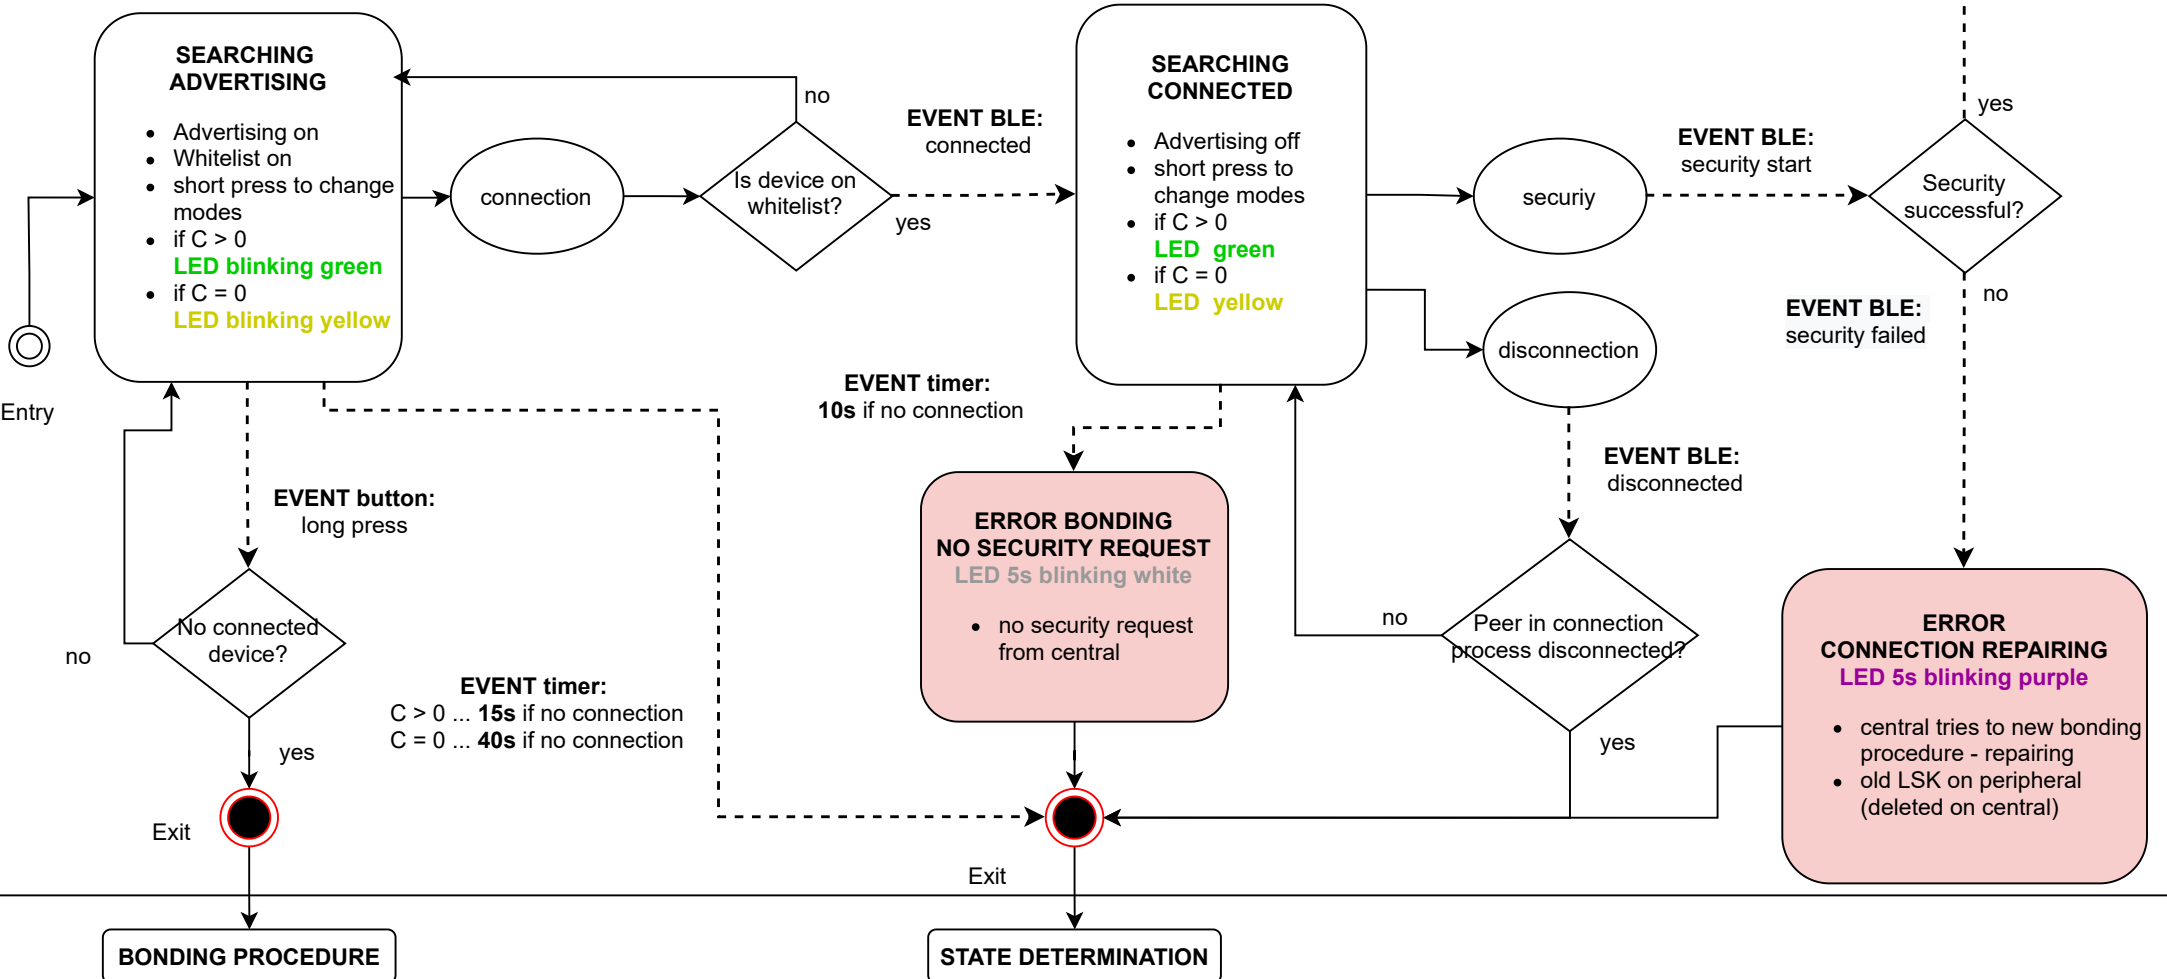 SEARCHING
ADVERTISING
Advertising on
Whitelist on
short press to change
modes
if C > 0
LED blinking green
if C = 0
LED blinking yellow
Entry
connection
no
Is device on
whitelist?
yes
EVENT BLE:
connected
SEARCHING
CONNECTED
Advertising off
short press to
change modes
if C > 0
LED green
if C = 0
LED yellow
securiy
EVENT BLE:
security start
yes
Security
successful?
no
EVENT BLE:
security failed
disconnection
EVENT BLE:
disconnected
EVENT timer:
10s if no connection
EVENT button:
long press
No connected
device?
no
yes
EVENT timer:
C > 0 ... 15s if no connection
C = 0 ... 40s if no connection
ERROR BONDING
NO SECURITY REQUEST
LED 5s blinking white
no security request
from central
no
Peer in connection
process disconnected?
yes
ERROR
CONNECTION REPAIRING
LED 5s blinking purple
central tries to new bonding
procedure - repairing
old LSK on peripheral
(deleted on central)
Exit
Exit
BONDING PROCEDURE
STATE DETERMINATION